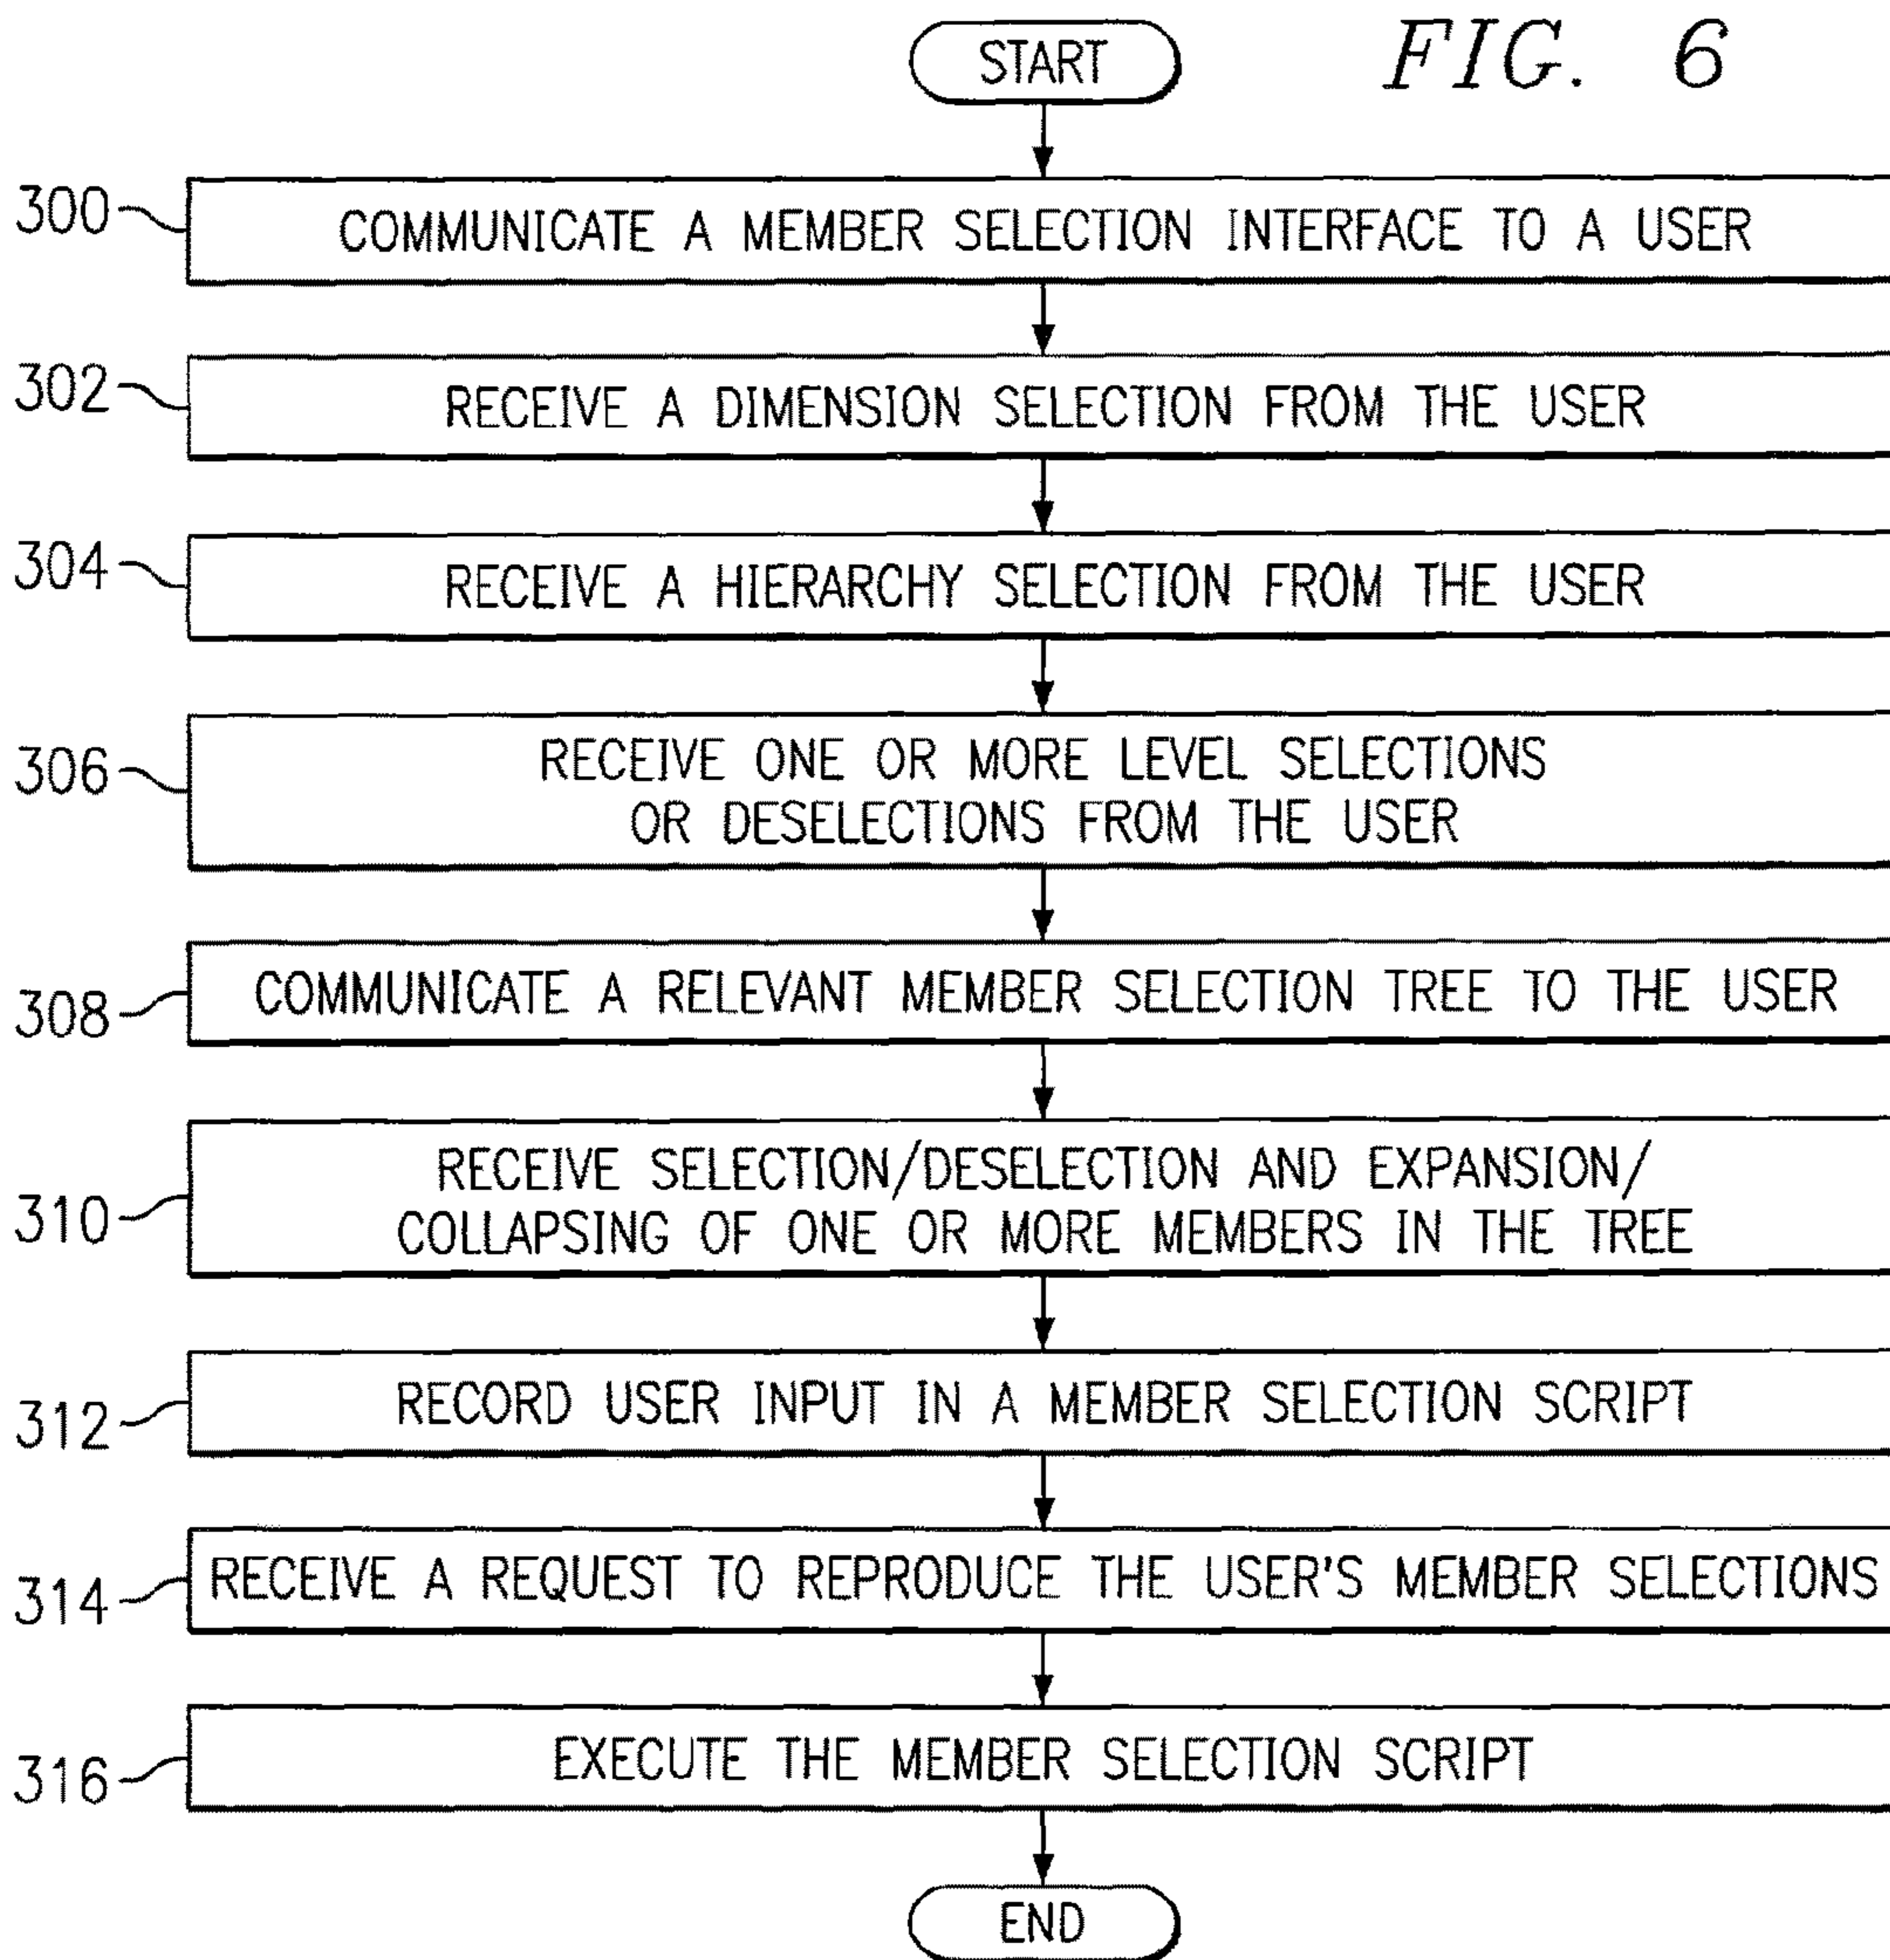 FIG. 6
START
300
COMMUNICATE A MEMBER SELECTION INTERFACE TO A USER
302
RECEIVE A DIMENSION SELECTION FROM THE USER
304
RECEIVE A HIERARCHY SELECTION FROM THE USER
306
RECEIVE ONE OR MORE LEVEL SELECTIONS
OR DESELECTIONS FROM THE USER
308
COMMUNICATE A RELEVANT MEMBER SELECTION TREE TO THE USER
310
RECEIVE SELECTION/DESELECTION AND EXPANSION/
COLLAPSING OF ONE OR MORE MEMBERS IN THE TREE
312
RECORD USER INPUT IN A MEMBER SELECTION SCRIPT
314
RECEIVE A REQUEST TO REPRODUCE THE USER'S MEMBER SELECTIONS
316
EXECUTE THE MEMBER SELECTION SCRIPT
END